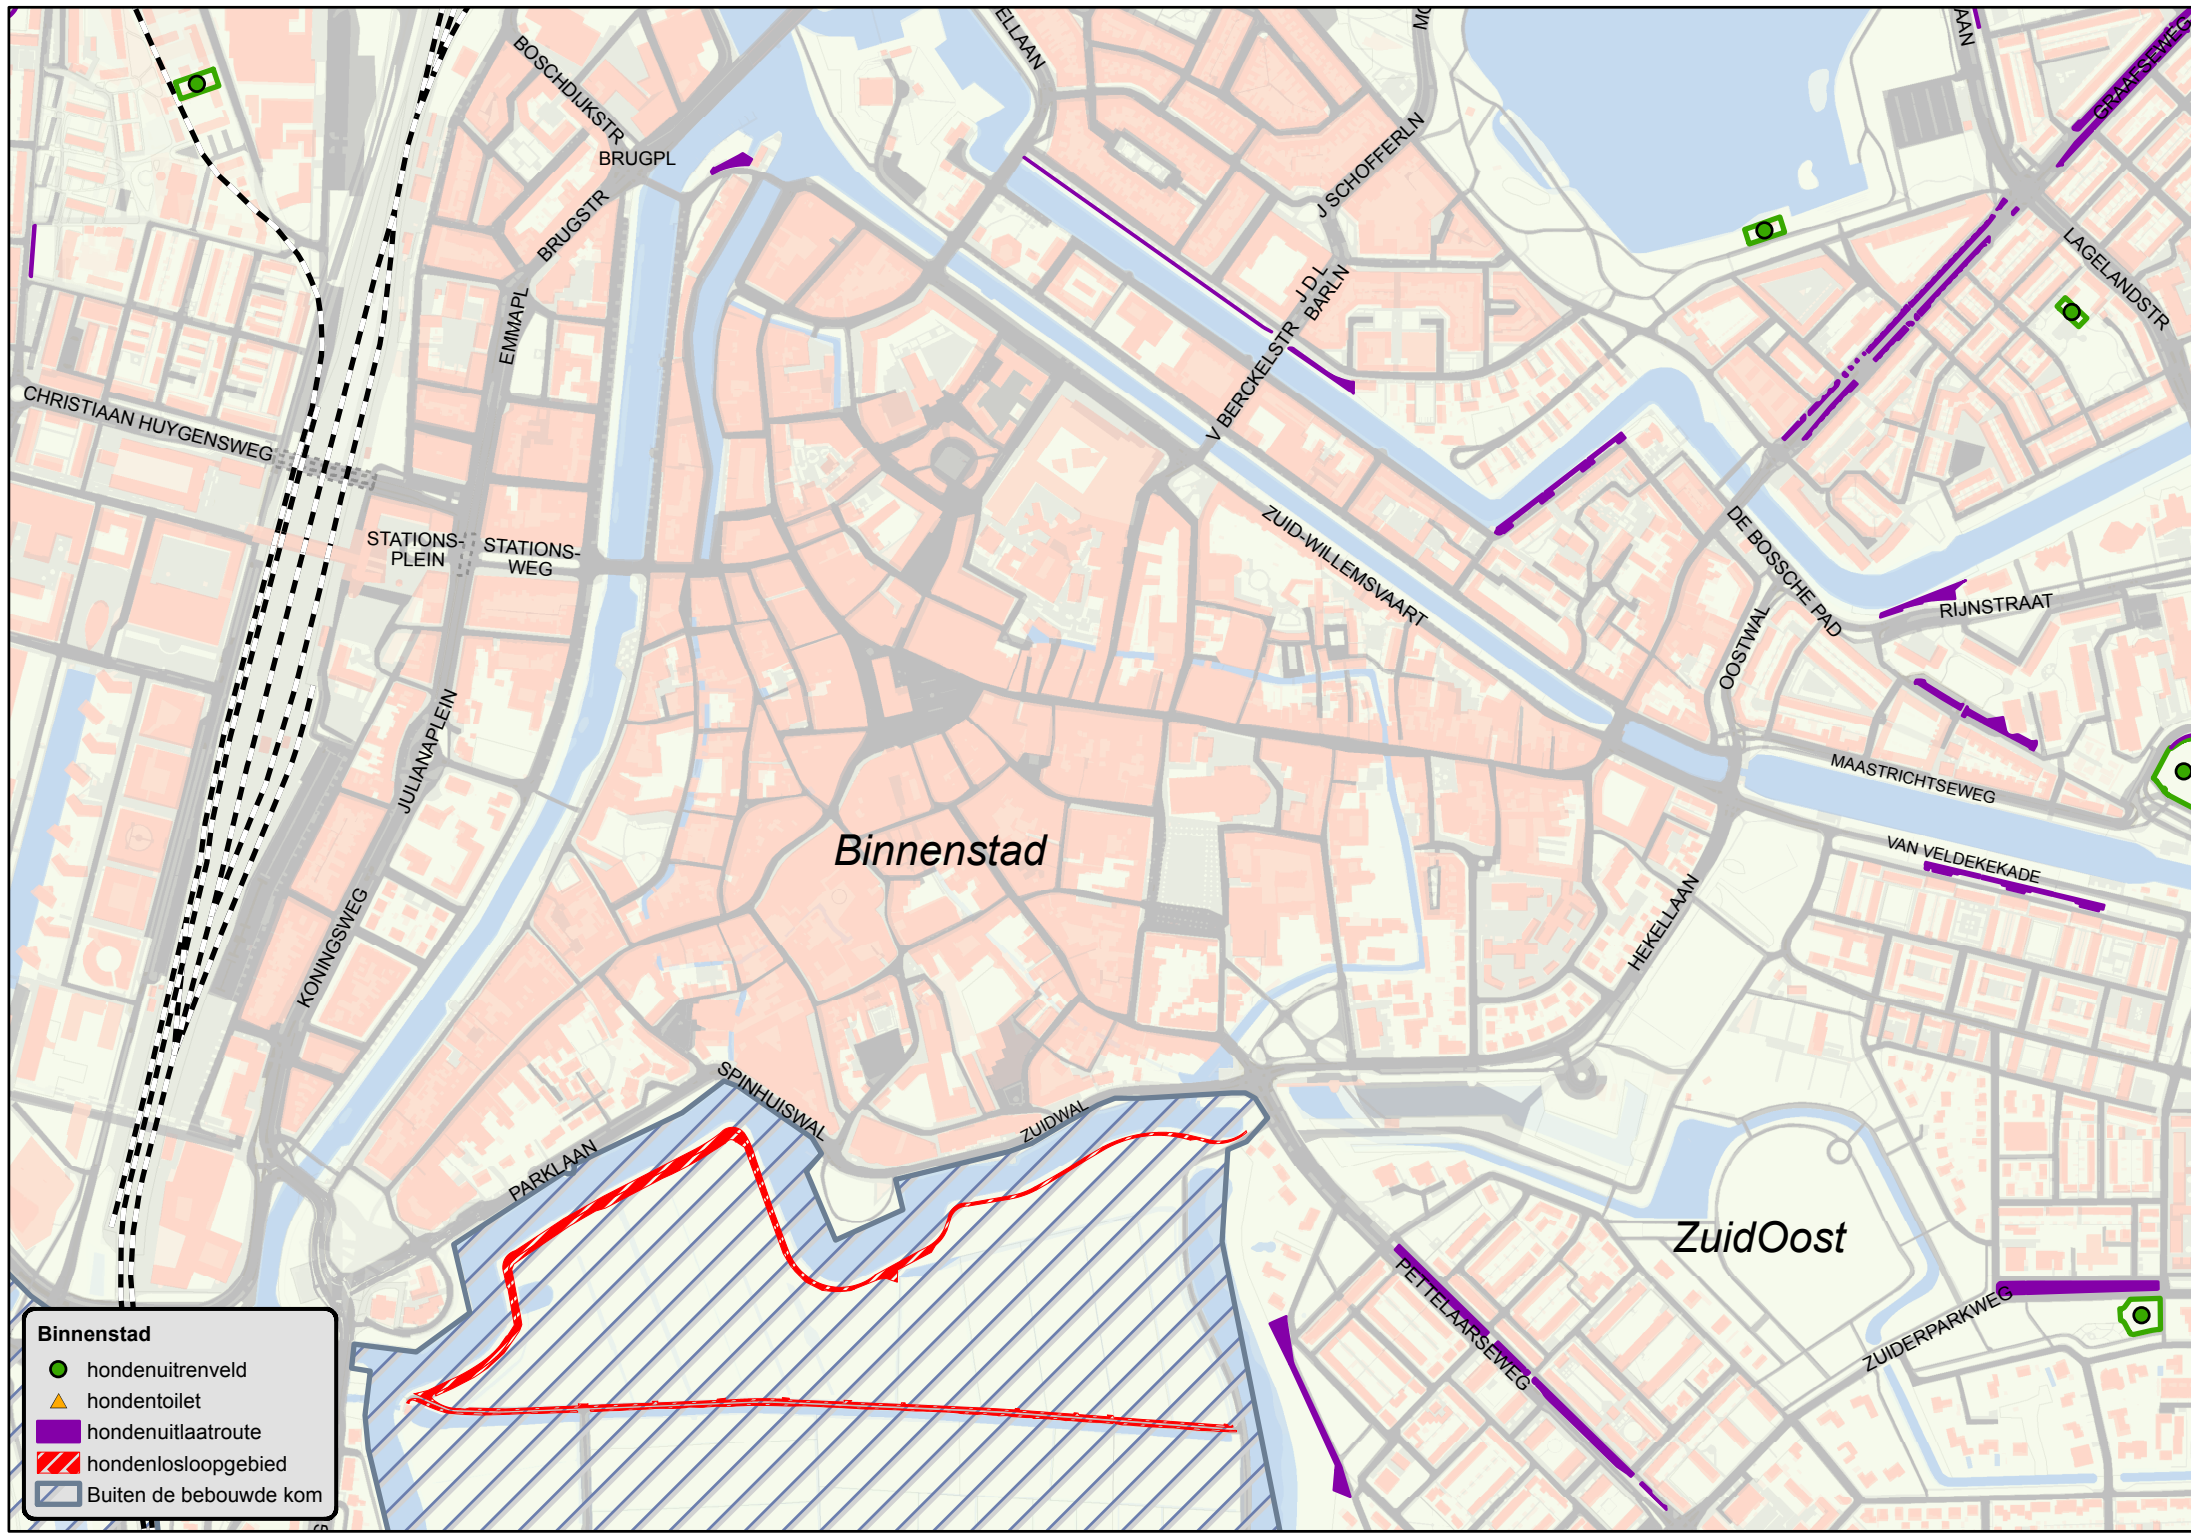 BOSCHDIJKSTR
BRUGPL
BRUGSTR
EMMAPL
ELLAAN
J SCHOFFERLN
J D L
BARLN
V BERCKELSTR
AAN
GRAAFSEWEG
LAGELANDSTR
CHRISTIAAN HUYGENSWEG
STATIONS-
PLEIN
STATIONS-
WEG
ZUID-WILLEMSVAART
DE BOSSCHE PAD
RIJNSTRAAT
OOSTWAL
JULIANAPLEIN
MAASTRICHTSEWEG
Binnenstad
VAN VELDEKEKADE
HEKELLAAN
KONINGSWEG
SPINHUISWAL
ZUIDWAL
PARKLAAN
ZuidOost
PETTELAARSEWEG
ZUIDERPARKWEG
Binnenstad
hondenuitrenveld
hondentoilet
hondenuitlaatroute
hondenlosloopgebied
Buiten de bebouwde kom